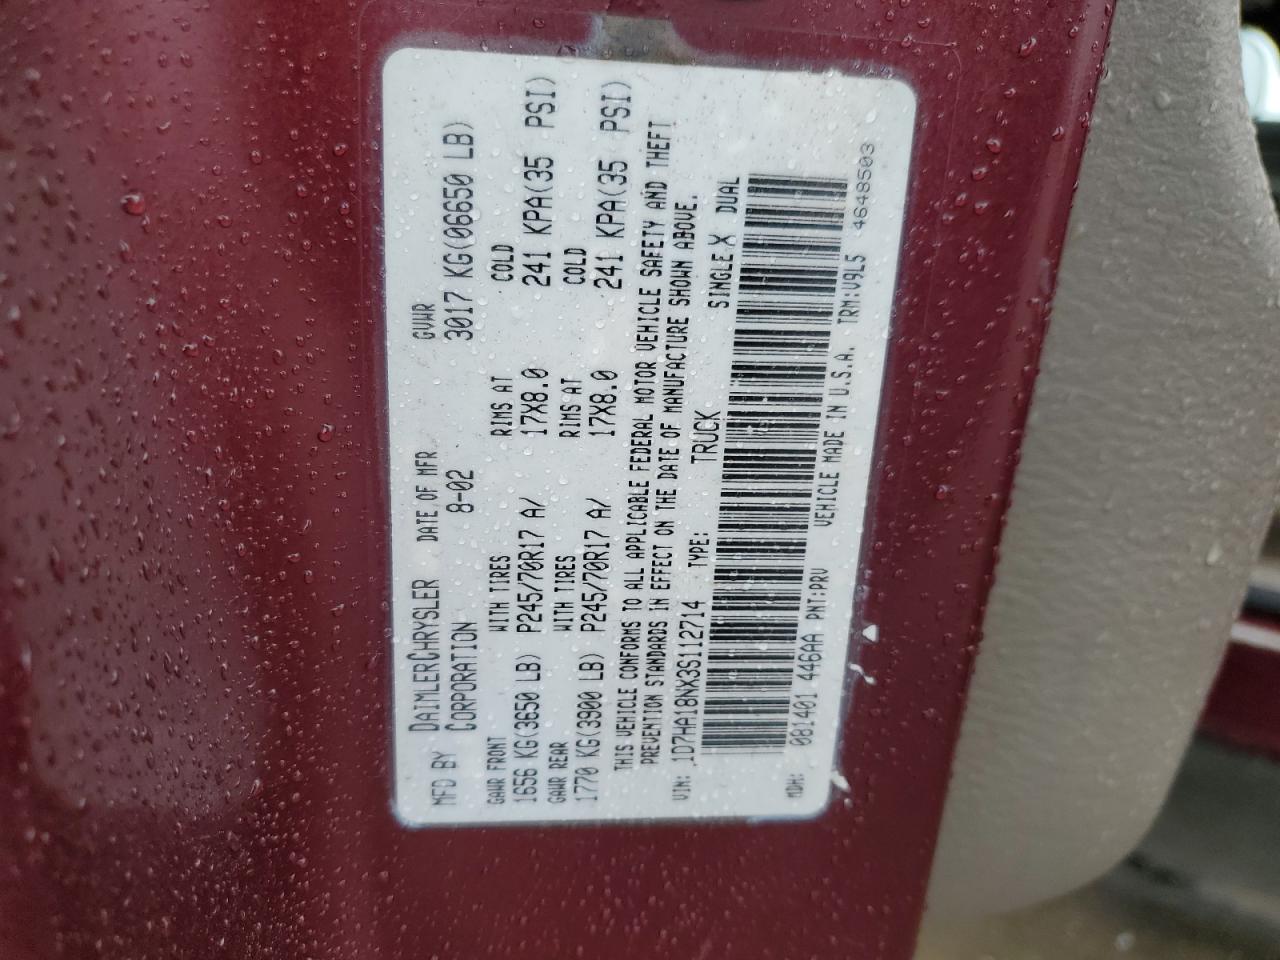 MFD BY DAIMLERCHRYSLER DATE OF MFR GVWR
CORPORATION 8-02 3017 KG(06650 LB)
GAWR FRONT WITH TIRES RIMS AT COLD
1656 KG(3650 LB) P245/70R17 A/ 17X8.0 241 KPA(35 PSI)
GAWR REAR WITH TIRES RIMS AT COLD
1770 KG(3900 LB) P245/70R17 A/ 17X8.0 241 KPA(35 PSI)
THIS VEHICLE CONFORMS TO ALL APPLICABLE FEDERAL MOTOR VEHICLE SAFETY AND THEFT
PREVENTION STANDARDS IN EFFECT ON THE DATE OF MANUFACTURE SHOWN ABOVE.
VIN: 1D7HA18NX3S112714 TYPE: TRUCK SINGLE X DUAL
MDH: 081401 446AA PNT:PRV VEHICLE MADE IN U.S.A. TRM:V9L5 4648503